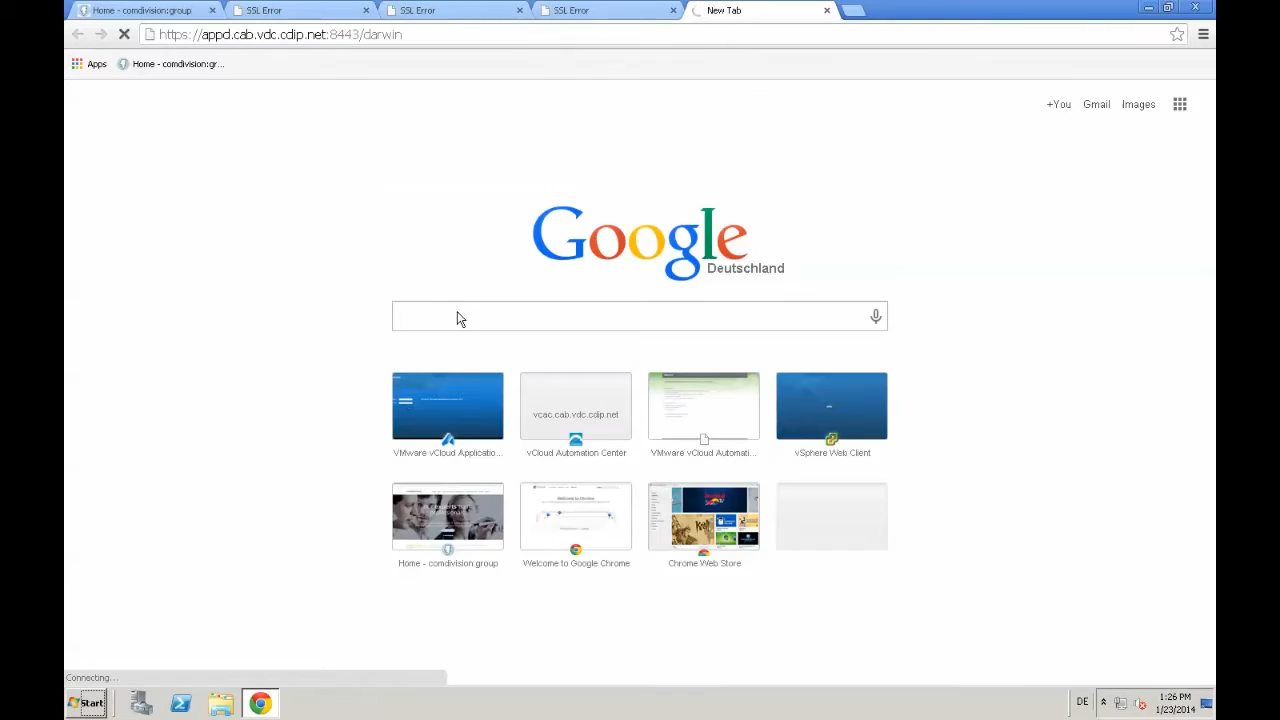 Home - comdivision:group
SSL Error
SSL Error
SSL Error
New Tab
https://appd.cab.vdc.cdip.net:8443/darwin
Apps
Home - comdivision:gr...
+You
Gmail
Images
Google
Deutschland
vcac.cab.vdc.cdip.net
VMware vCloud Applicatio...
vCloud Automation Center
VMware vCloud Automati...
vSphere Web Client
Welcome to Chrome
Home - comdivision:group
Welcome to Google Chrome
Chrome Web Store
Connecting...
Start
DE
1:26 PM
1/23/2014